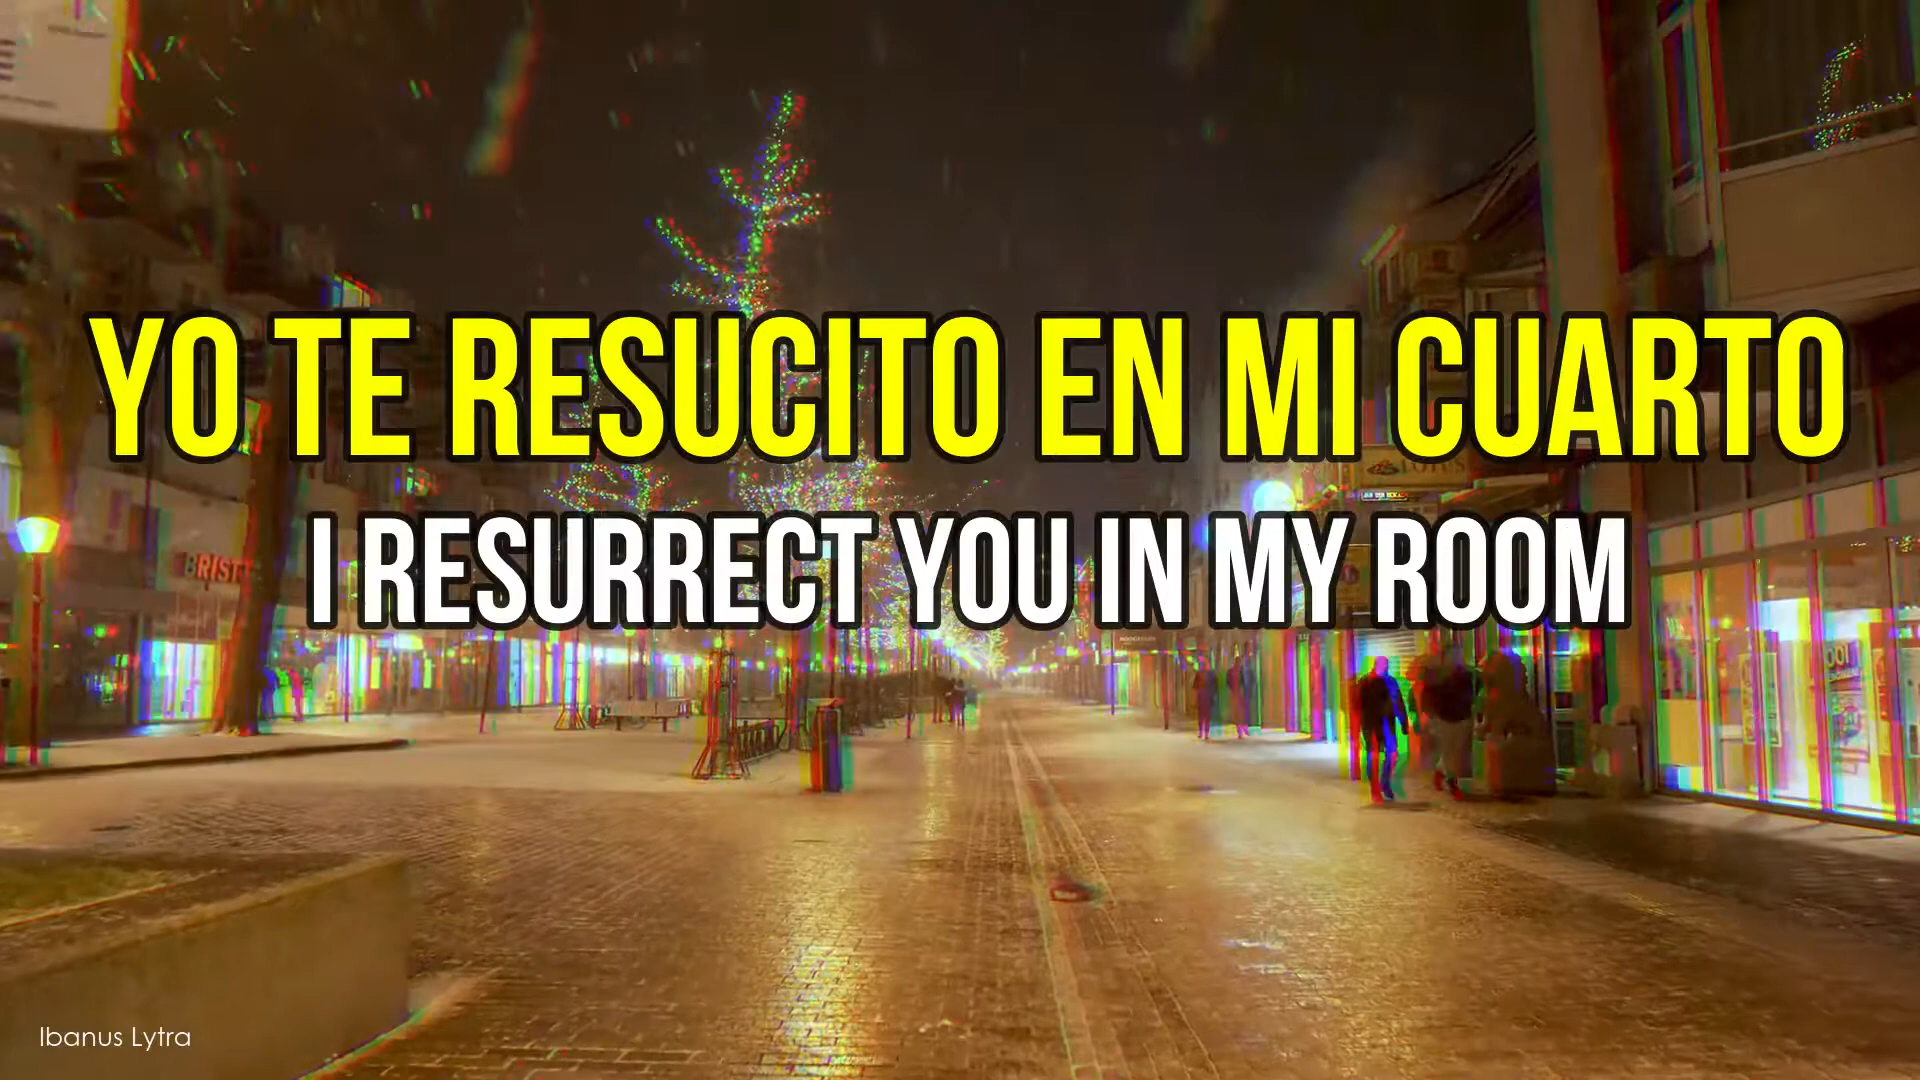 YO TE RESUCITO EN MI CUARTO
I RESURRECT YOU IN MY ROOM
Ibanus Lytra